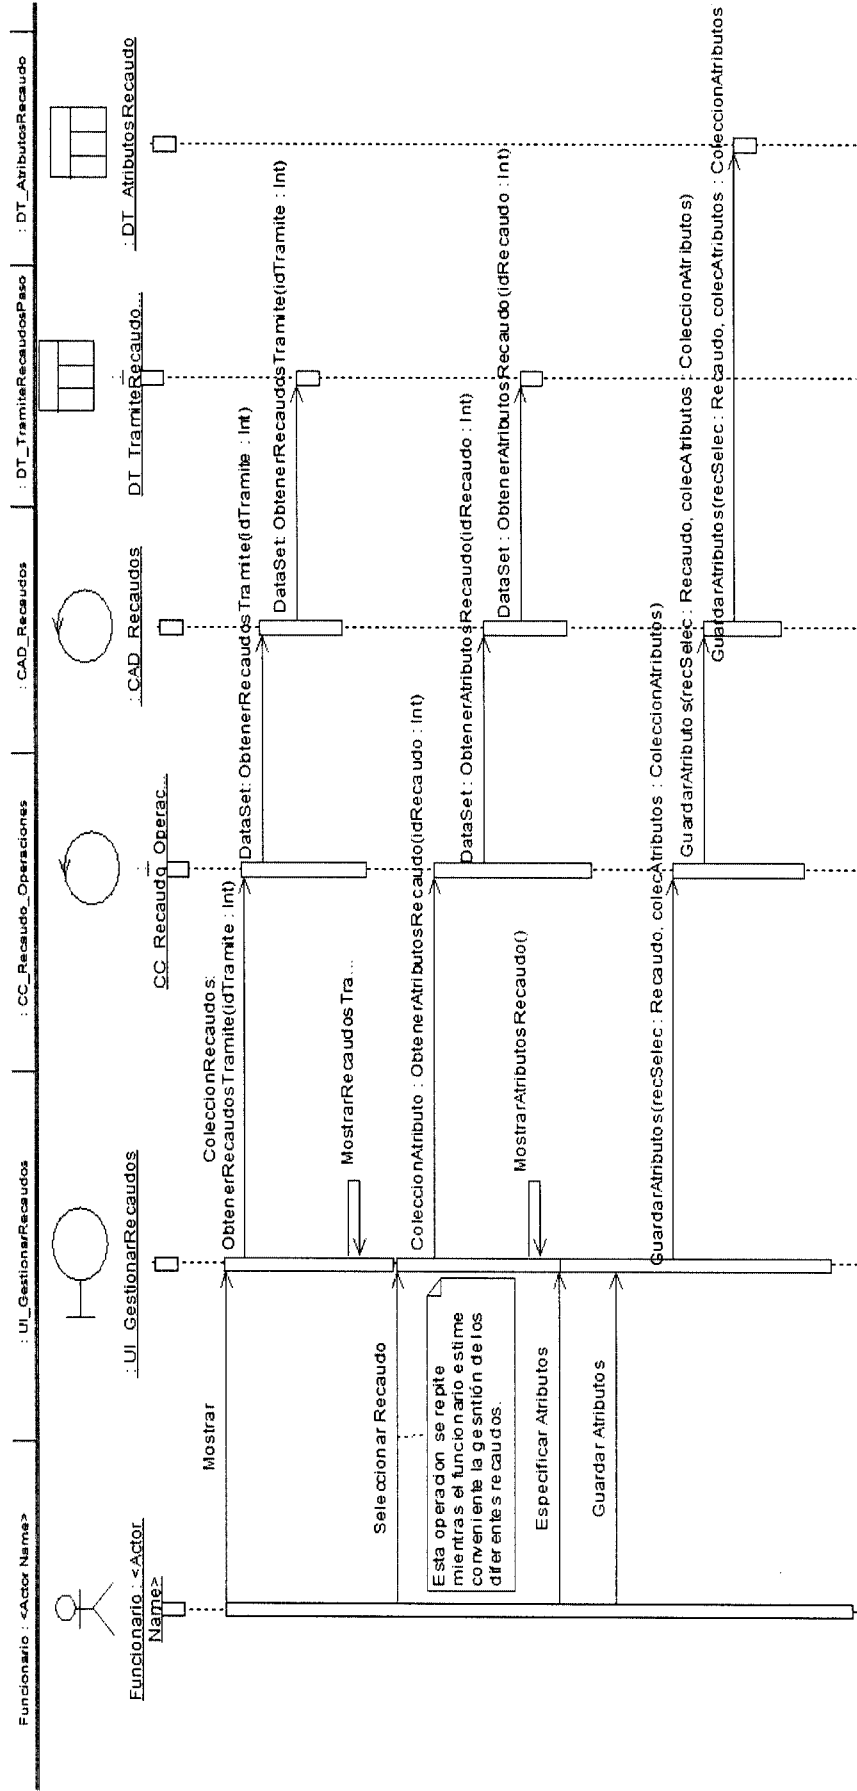 Funcionario : <Actor Name>
: UI_GestionarRecaudos
: CC_Recaudo_Operaciones
: CAD_Recaudos
: DT_TramiteRecaudosPaso
: DT_AtributosRecaudo
Funcionario : <Actor
Name>
: UI_GestionarRecaudos
:
CC_Recaudo_Operac...
: CAD_Recaudos
:
DT_TramiteRecaudo...
: DT_AtributosRecaudo
Mostrar
ColeccionRecaudos:
ObtenerRecaudosTramite(idTramite : Int)
DataSet: ObtenerRecaudosTramite(idTramite : Int)
DataSet: ObtenerRecaudosTramite(idTramite : Int)
MostrarRecaudosTra...
Seleccionar Recaudo
Esta operacion se repite
mientras el funcionario estime
conveniente la gesntión de los
diferentes recaudos.
ColeccionAtributo : ObtenerAtributosRecaudo(idRecaudo : Int)
DataSet : ObtenerAtributosRecaudo(idRecaudo : Int)
DataSet : ObtenerAtributosRecaudo(idRecaudo : Int)
MostrarAtributosRecaudo()
Especificar Atributos
Guardar Atributos
GuardarAtributos(recSelec : Recaudo, colecAtributos : ColeccionAtributos)
GuardarAtributos(recSelec : Recaudo, colecAtributos : ColeccionAtributos)
GuardarAtributos(recSelec : Recaudo, colecAtributos : ColeccionAtributos